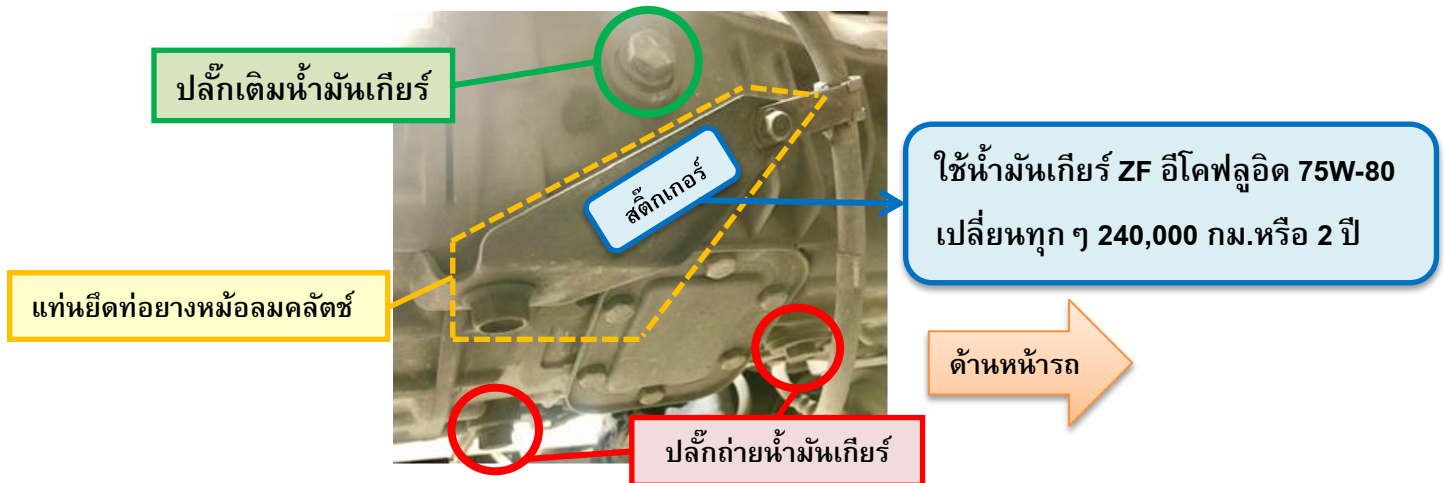 ปลั๊กเติมน้ำมันเกียร์
สติ๊กเกอร์
ใช้น้ำมันเกียร์ ZF อีโคฟลูอิด 75W-80
เปลี่ยนทุก ๆ 240,000 กม.หรือ 2 ปี
แท่นยึดท่อยางหม้อลมคลัตช์
ด้านหน้ารถ
ปลั๊กถ่ายน้ำมันเกียร์